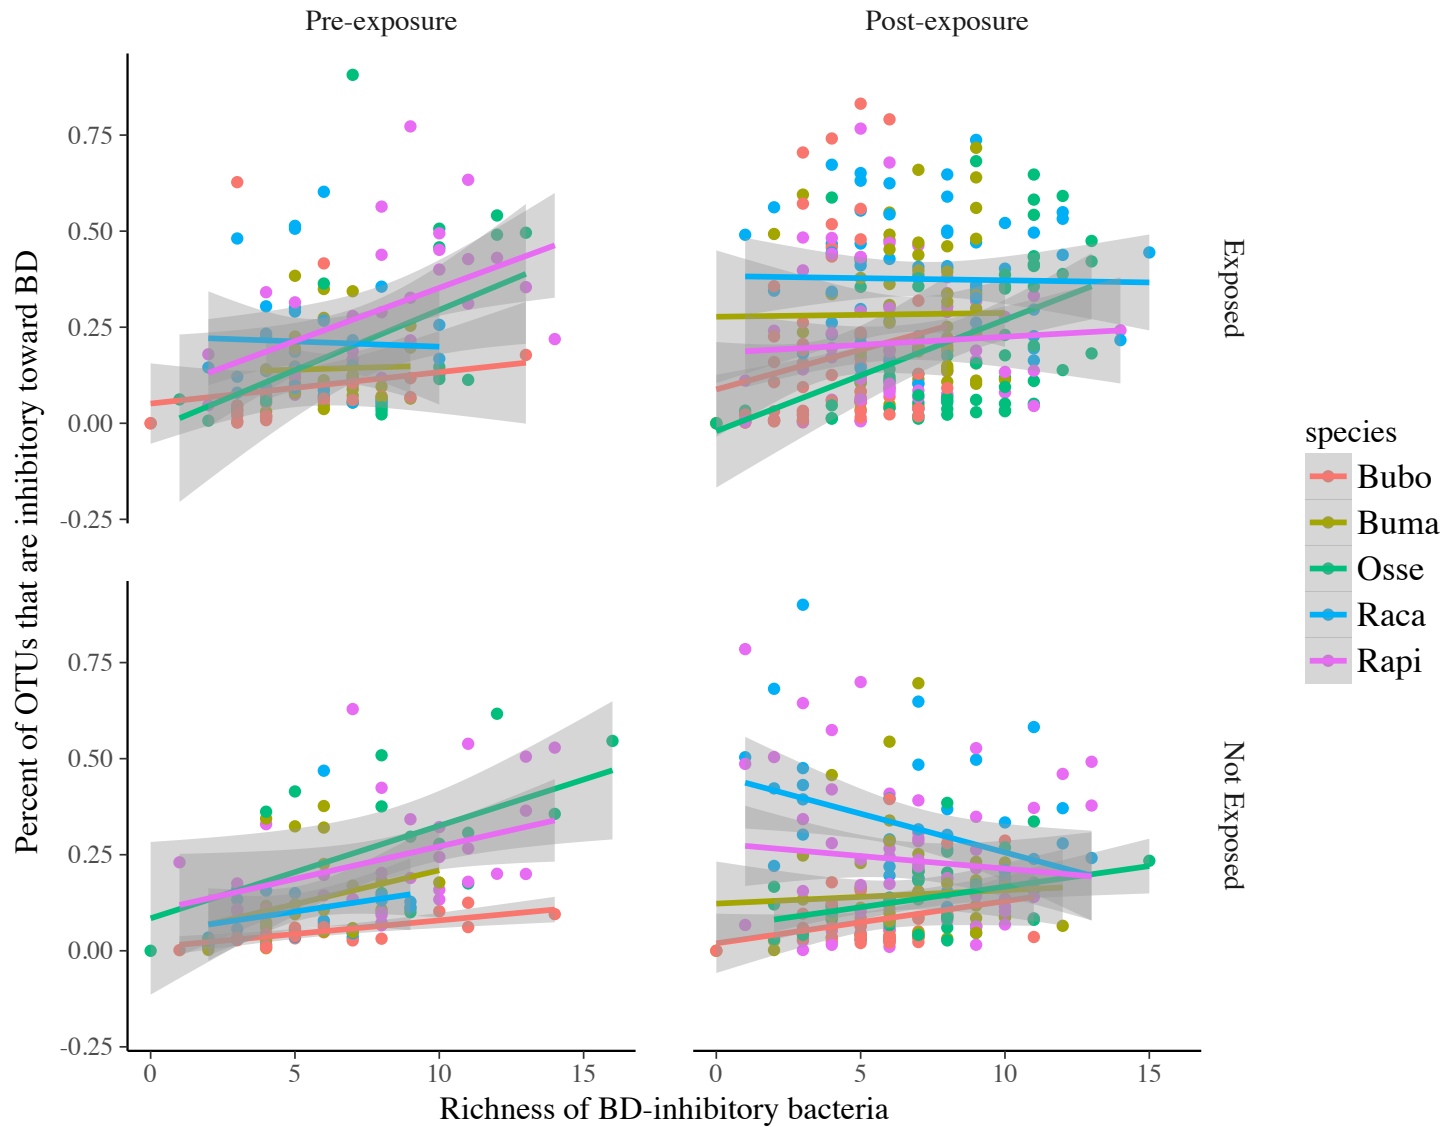 Pre-exposure
Post-exposure
0.75
0.50
0.25
0.00
-0.25
Exposed
0.75
0.50
0.25
0.00
-0.25
Not Exposed
0
5
10
15
0
5
10
15
Richness of BD-inhibitory bacteria
Percent of OTUs that are inhibitory toward BD
species
Bubo
Buma
Osse
Raca
Rapi